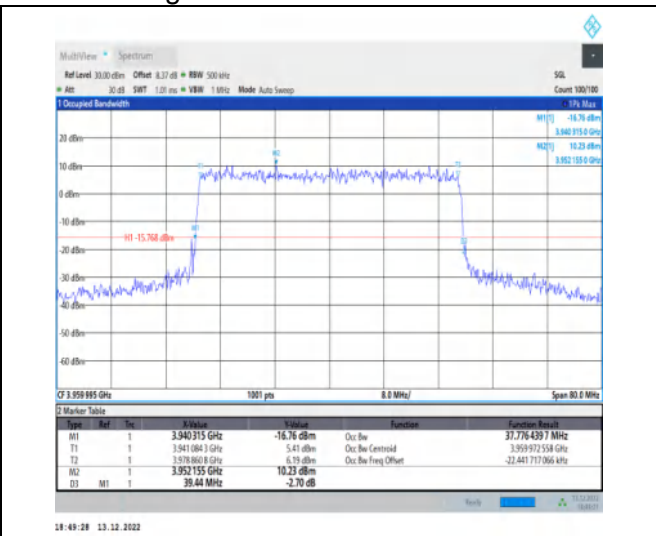 MultiView Spectrum
Ref Level 30.00 dBm Offset 8.37 dB RBW 500 kHz SGL
Att 30 dB SWT 1.01 ms VBW 1 MHz Mode Auto Sweep Count 100/100
1 Occupied Bandwidth 1Pk Max
M1[1] -16.76 dBm
3.940 315 0 GHz
20 dBm M2[1] 10.23 dBm
3.952 155 0 GHz
M2
10 dBm T1 T2
0 dBm
-10 dBm
M1
H1 -15.768 dBm
D3
-20 dBm
-30 dBm
-40 dBm
-50 dBm
-60 dBm
CF 3.959 995 GHz 1001 pts 8.0 MHz/ Span 80.0 MHz
2 Marker Table
Type Ref Trc X-Value Y-Value Function Function Result
M1 1 3.940 315 GHz -16.76 dBm Occ Bw 37.776 439 7 MHz
T1 1 3.941 084 3 GHz 5.41 dBm Occ Bw Centroid 3.959 972 558 GHz
T2 1 3.978 860 8 GHz 6.19 dBm Occ Bw Freq Offset -22.441 717 066 kHz
M2 1 3.952 155 GHz 10.23 dBm
D3 M1 1 39.44 MHz -2.70 dB
Ready 13.12.2022
18:49:28 13.12.2022